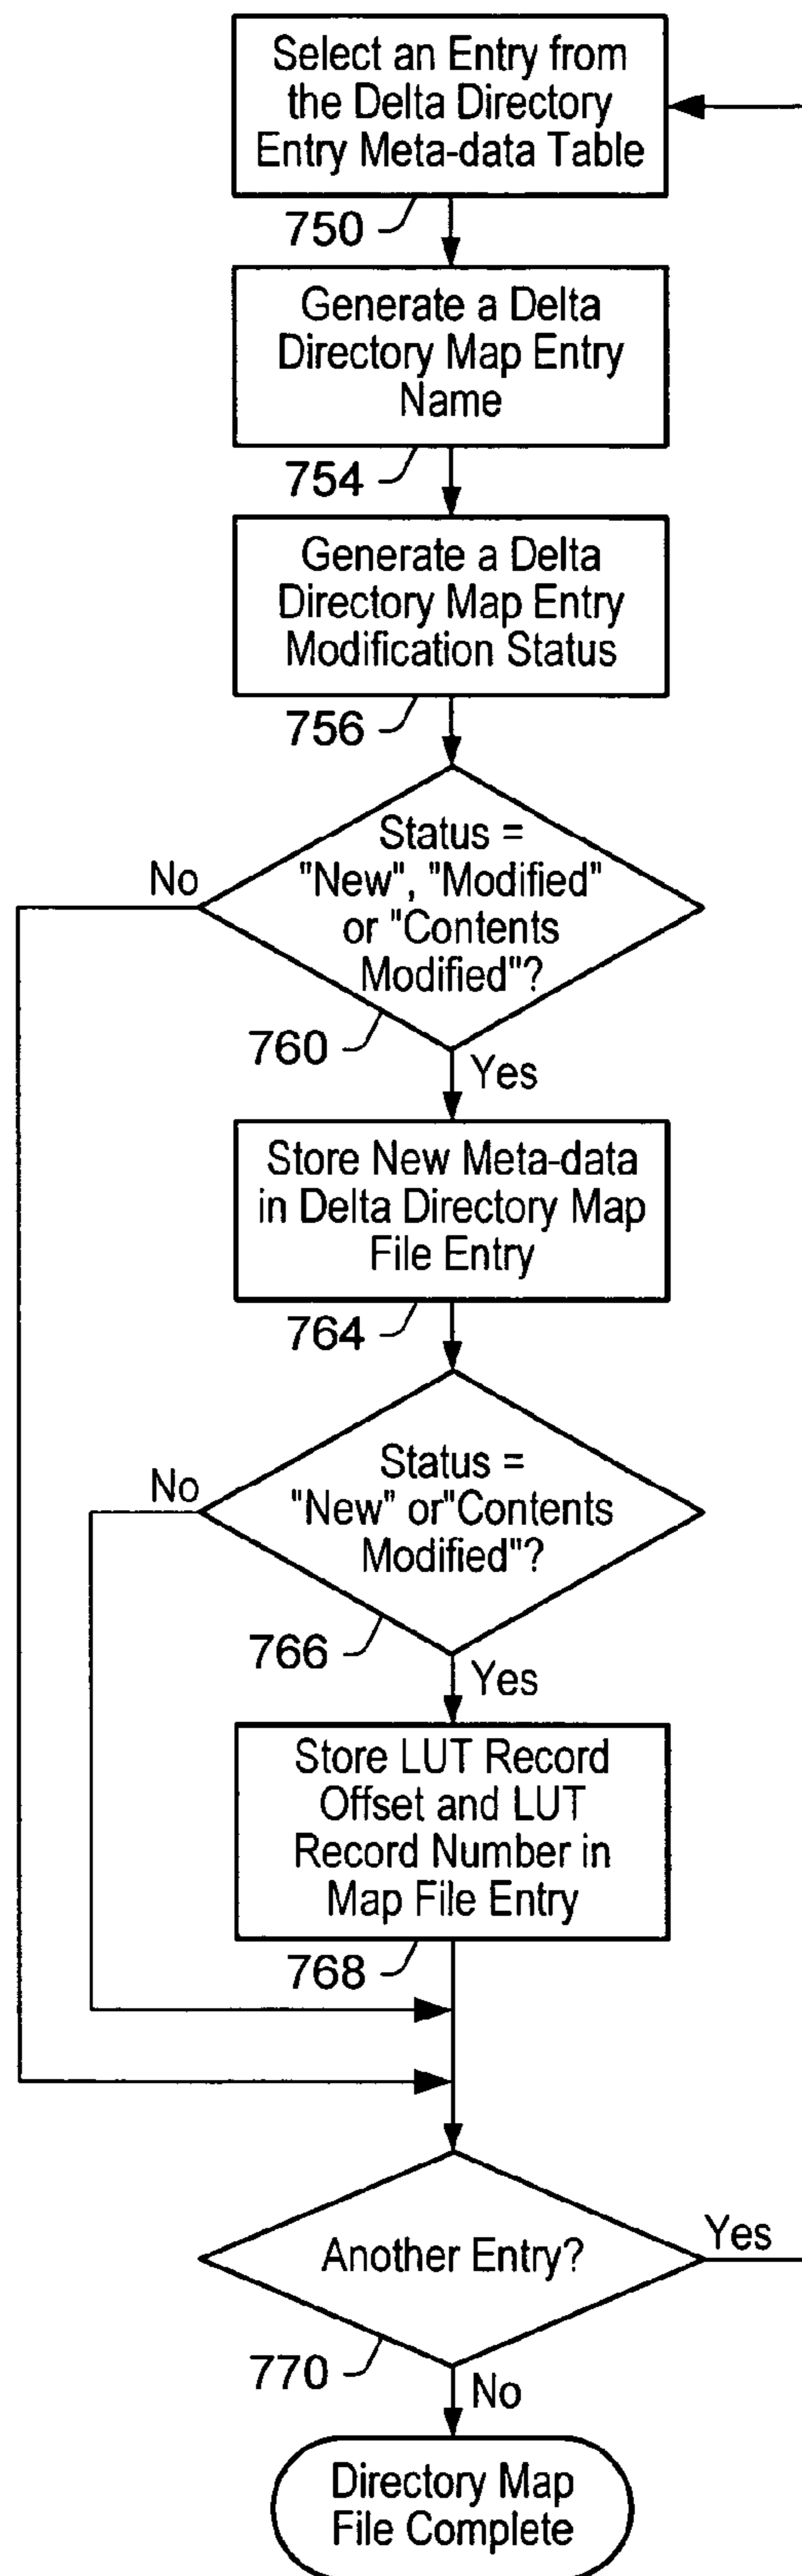 Select an Entry from
the Delta Directory
Entry Meta-data Table
750
Generate a Delta
Directory Map Entry
Name
754
Generate a Delta
Directory Map Entry
Modification Status
756
Status =
"New", "Modified"
or "Contents
Modified"?
No
760
Yes
Store New Meta-data
in Delta Directory Map
File Entry
764
Status =
"New" or"Contents
Modified"?
No
766
Yes
Store LUT Record
Offset and LUT
Record Number in
Map File Entry
768
Another Entry?
Yes
770
No
Directory Map
File Complete